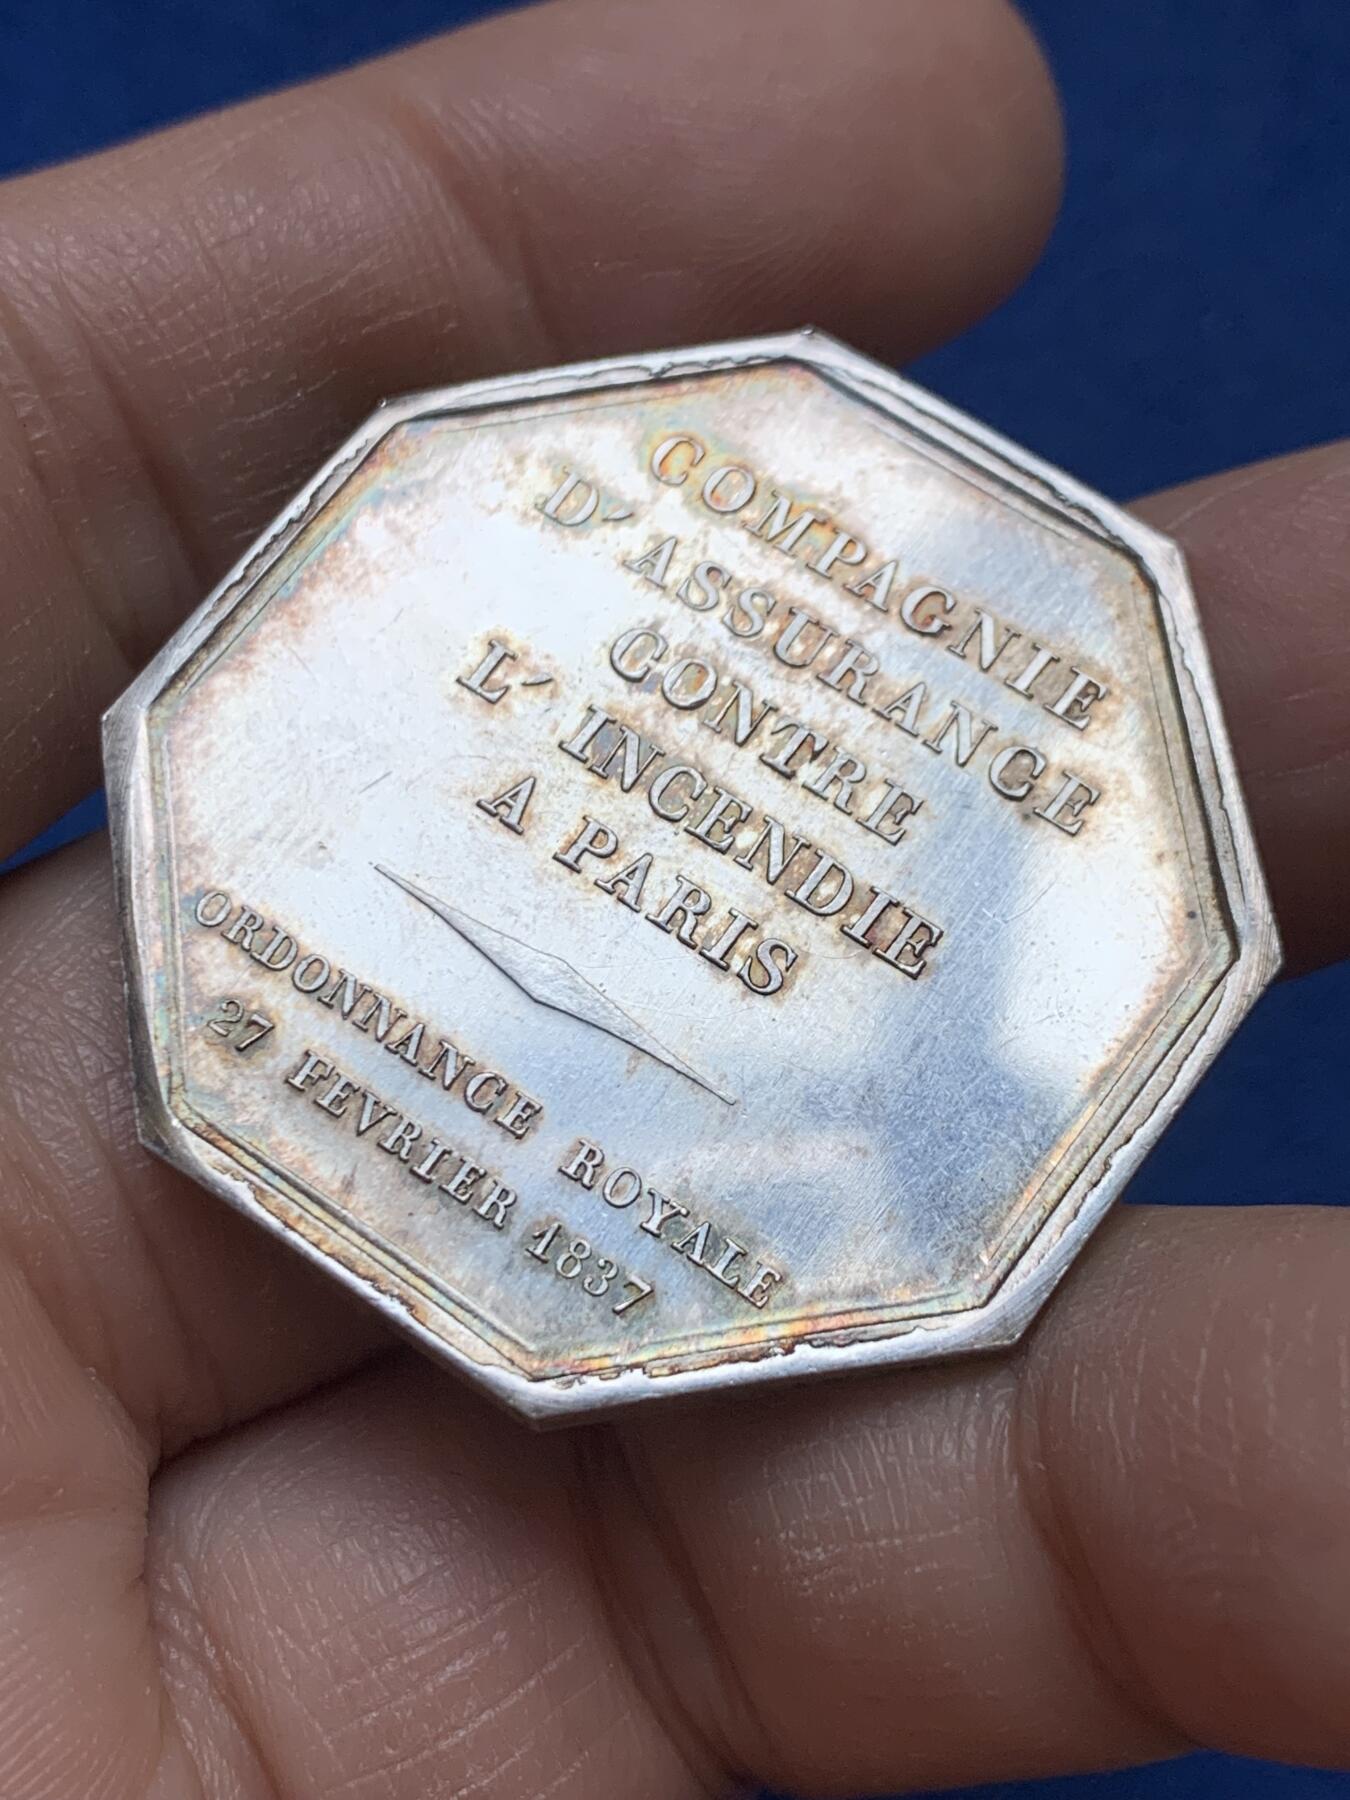 COMPAGNIE
D' ASSURANCE
CONTRE
L' INCENDIE
A PARIS
ORDONNANCE ROYALE
27 FEVRIER 1837